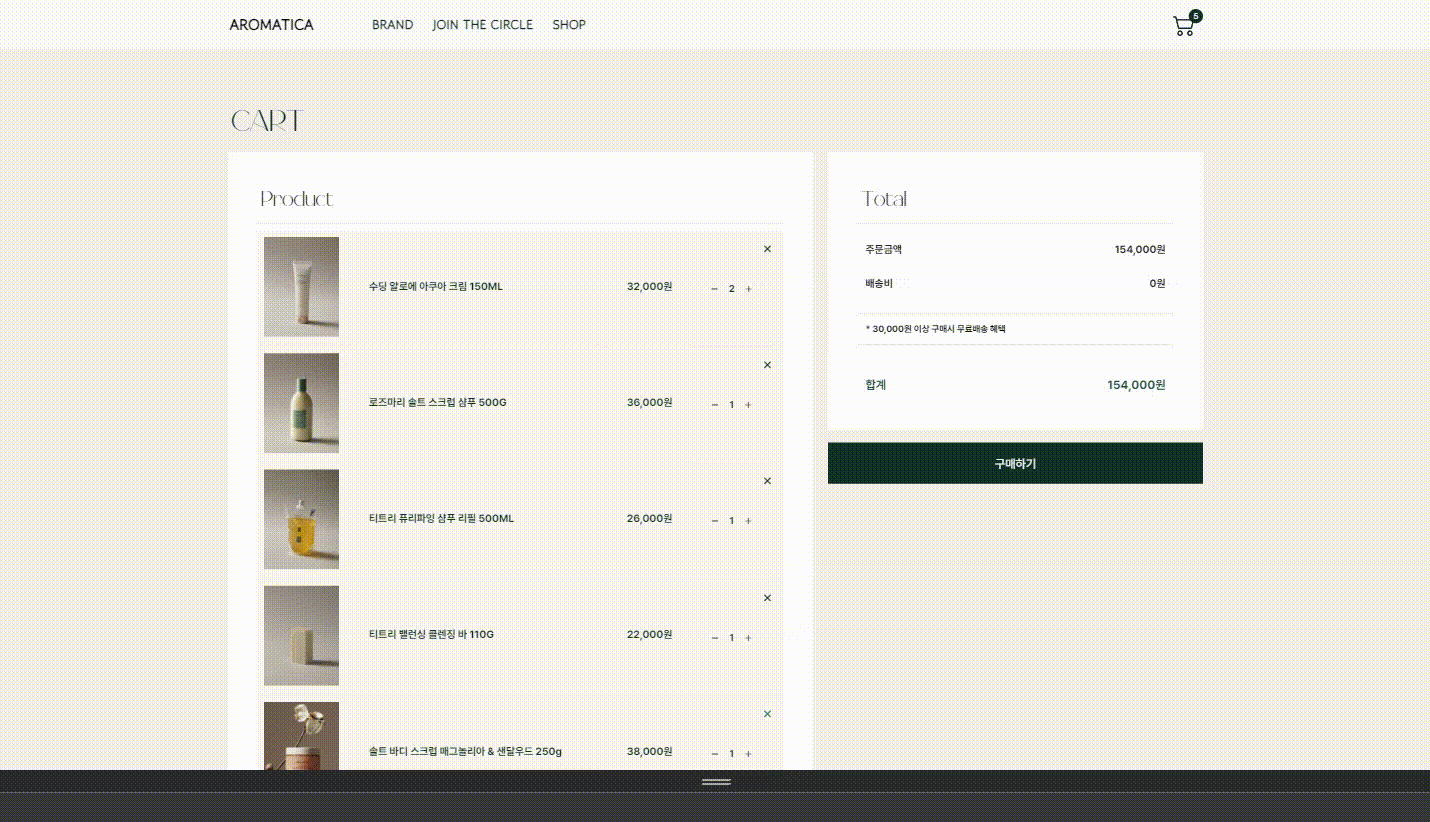 AROMATICA BRAND JOIN THE CIRCLE SHOP 5
CART
Product
×
수딩 알로에 아쿠아 크림 150ML 32,000원 − 2 +
×
로즈마리 솔트 스크럽 샴푸 500G 36,000원 − 1 +
×
티트리 퓨리파잉 샴푸 리필 500ML 26,000원 − 1 +
×
티트리 밸런싱 클렌징 바 110G 22,000원 − 1 +
×
솔트 바디 스크럽 매그놀리아 & 샌달우드 250g 38,000원 − 1 +
Total
주문금액 154,000원
배송비 0원
* 30,000원 이상 구매시 무료배송 혜택
합계 154,000원
구매하기